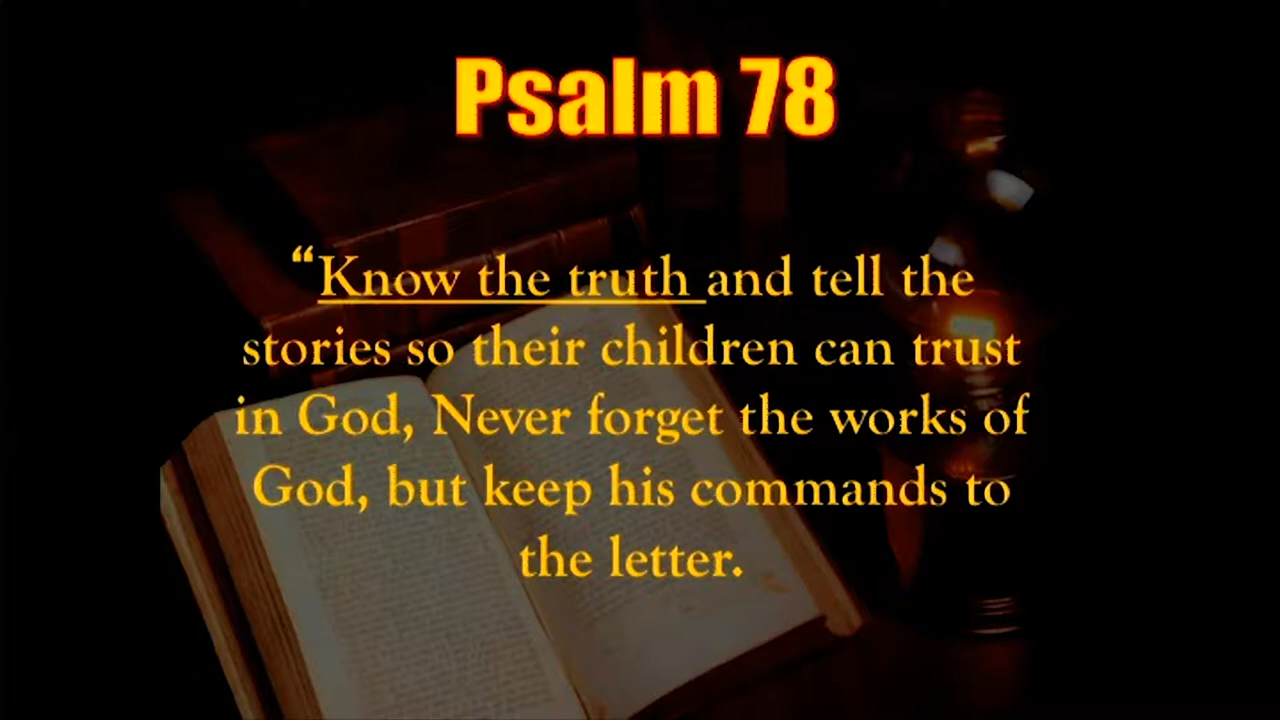 Psalm 78
“Know the truth and tell the
stories so their children can trust
in God, Never forget the works of
God, but keep his commands to
the letter.